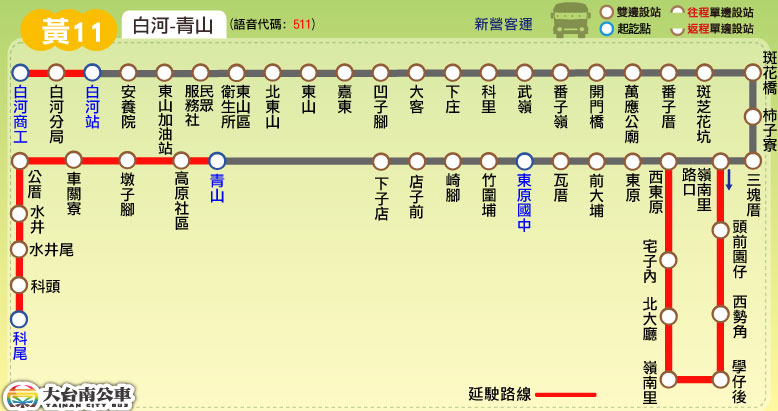 黃11
白河-青山
(語音代碼：511)
新營客運
雙邊設站
往程單邊設站
起訖點
返程單邊設站
白河商工
白河分局
白河站
安養院
東山加油站
民眾服務社
東山區衛生所
北東山
東山
嘉東
凹子腳
大客
下庄
科里
武嶺
番子嶺
開門橋
萬應公廟
番子厝
斑芝花坑
斑花橋
柿子寮
三塊厝
嶺南里路口
西東原
東原
前大埔
瓦厝
東原國中
竹圍埔
崎腳
店子前
下子店
青山
高原社區
墩子腳
車關寮
公厝
水井
水井尾
科頭
科尾
頭前園仔
西勢角
學仔後
嶺南里
北大廳
宅子內
延駛路線
大台南公車
TAINAN CITY BUS